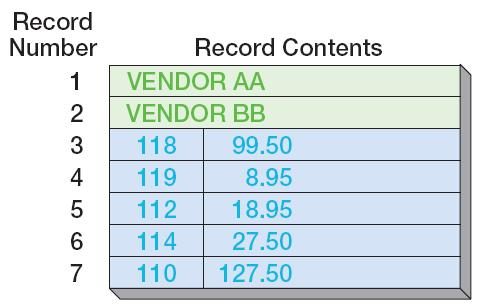 Record
Number Record Contents
1 VENDOR AA
2 VENDOR BB
3 118 99.50
4 119 8.95
5 112 18.95
6 114 27.50
7 110 127.50